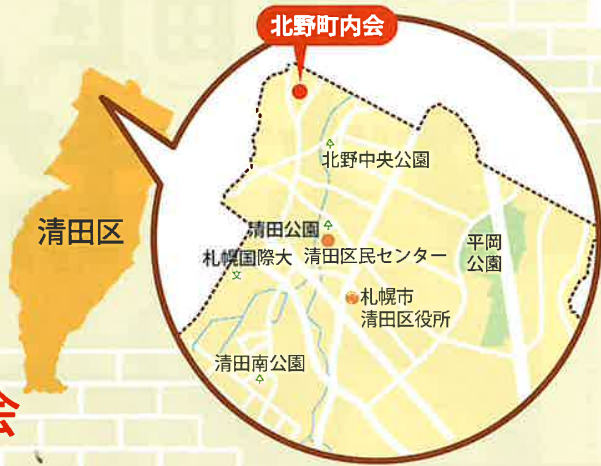 北野町内会
北野中央公園
清田区
清田公園
平岡
公園
札幌国際大
清田区民センター
札幌市
清田区役所
清田南公園
会